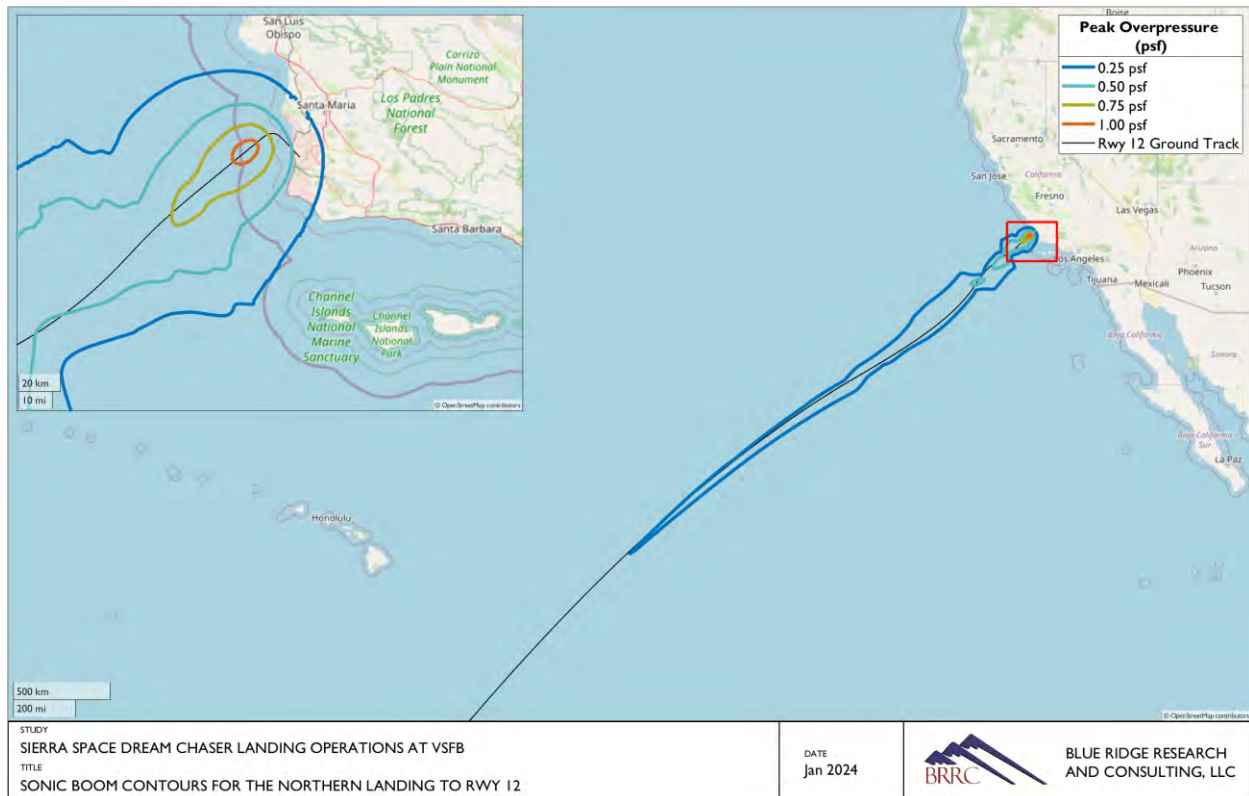 San Luis
Obispo
Carrizo
Plain National
Monument
Santa Maria
Los Padres
National
Forest
Santa Barbara
Channel
Islands
National
Marine
Sanctuary
Channel
Islands
National
Park
20 km
10 mi
© OpenStreetMap contributors
Boise
Peak Overpressure
(psf)
0.25 psf
0.50 psf
0.75 psf
1.00 psf
Rwy 12 Ground Track
Sacramento
San Jose
California
Fresno
Las Vegas
Los Angeles
Arizona
Phoenix
Tijuana
Mexicali
Tucson
Baja California
Sonora
Baja California
Sur
La Paz
Honolulu
500 km
200 mi
© OpenStreetMap contributors
STUDY
SIERRA SPACE DREAM CHASER LANDING OPERATIONS AT VSFB
TITLE
SONIC BOOM CONTOURS FOR THE NORTHERN LANDING TO RWY 12
DATE
Jan 2024
BRRC
BLUE RIDGE RESEARCH
AND CONSULTING, LLC